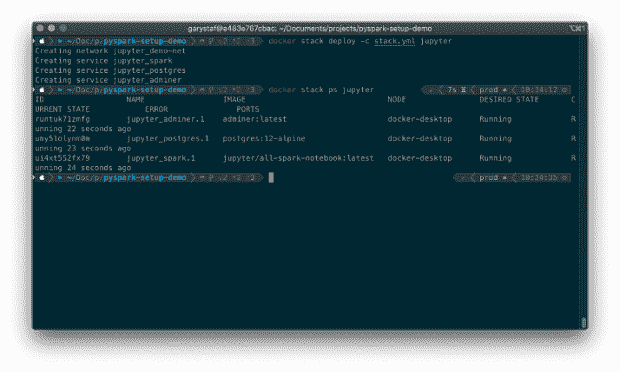 garystaf@a483e767cbac: ~/Documents/projects/pyspark-setup-demo
~/Doc/p/pyspark-setup-demo docker stack deploy -c stack.yml jupyter
Creating network jupyter_demo-net
Creating service jupyter_spark
Creating service jupyter_postgres
Creating service jupyter_adminer
~/Doc/p/pyspark-setup-demo docker stack ps jupyter 7s prod 10:34:12
ID NAME IMAGE NODE DESIRED STATE C
URRENT STATE ERROR PORTS
jupyter_adminer.1 adminer:latest docker-desktop Running R
unning 22 seconds ago
jupyter_postgres.1 postgres:12-alpine docker-desktop Running R
unning 23 seconds ago
ui4xt552fx79 jupyter_spark.1 jupyter/all-spark-notebook:latest docker-desktop Running R
unning 24 seconds ago
~/Doc/p/pyspark-setup-demo prod 10:34:35